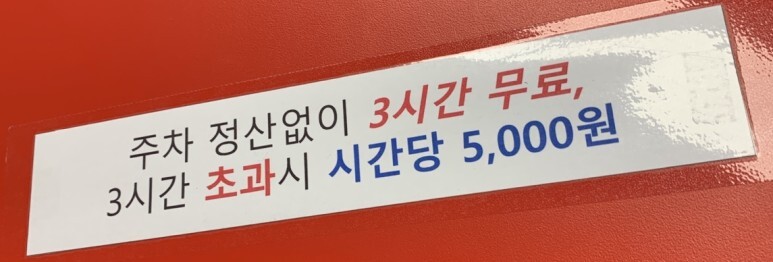 주차 정산없이 3시간 무료,
3시간 초과시 시간당 5,000원